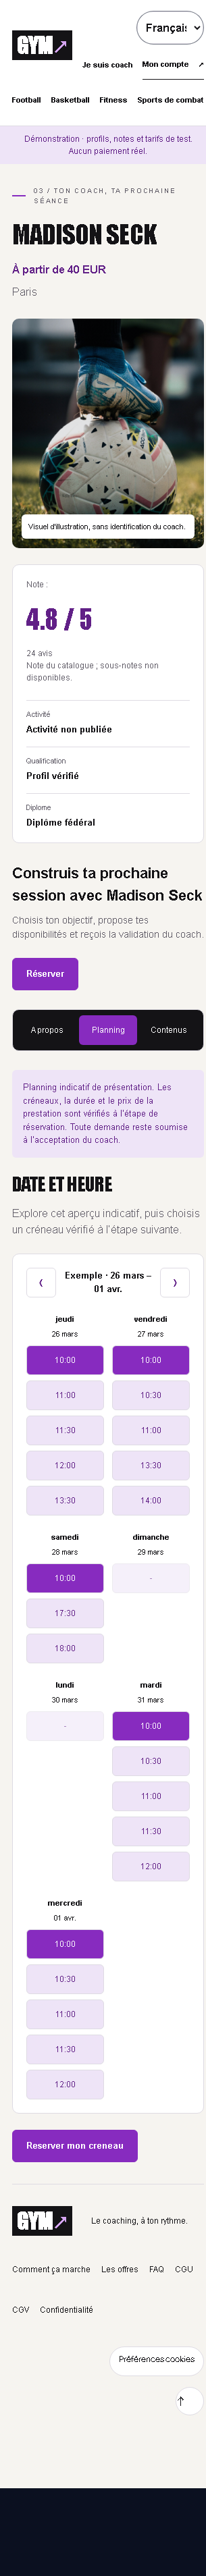 Français
GYM
Je suis coach
Mon compte
Football
Basketball
Fitness
Sports de combat
Démonstration · profils, notes et tarifs de test.
Aucun paiement réel.
03 / TON COACH, TA PROCHAINE
SÉANCE
MADISON SECK
À partir de 40 EUR
Paris
Visuel d'illustration, sans identification du coach.
Note :
4.8 / 5
24 avis
Note du catalogue ; sous-notes non
disponibles.
Activité
Activité non publiée
Qualification
Profil vérifié
Diplome
Diplôme fédéral
Construis ta prochaine
session avec Madison Seck
Choisis ton objectif, propose tes
disponibilités et reçois la validation du coach.
Réserver
A propos
Planning
Contenus
Planning indicatif de présentation. Les
créneaux, la durée et le prix de la
prestation sont vérifiés à l'étape de
réservation. Toute demande reste soumise
à l'acceptation du coach.
DATE ET HEURE
Explore cet aperçu indicatif, puis choisis
un créneau vérifié à l'étape suivante.
Exemple · 26 mars –
01 avr.
jeudi
26 mars
10:00
11:00
11:30
12:00
13:30
vendredi
27 mars
10:00
10:30
11:00
13:30
14:00
samedi
28 mars
10:00
17:30
18:00
dimanche
29 mars
-
lundi
30 mars
-
mardi
31 mars
10:00
10:30
11:00
11:30
12:00
mercredi
01 avr.
10:00
10:30
11:00
11:30
12:00
Reserver mon creneau
GYM
Le coaching, à ton rythme.
Comment ça marche
Les offres
FAQ
CGU
CGV
Confidentialité
Préférences cookies